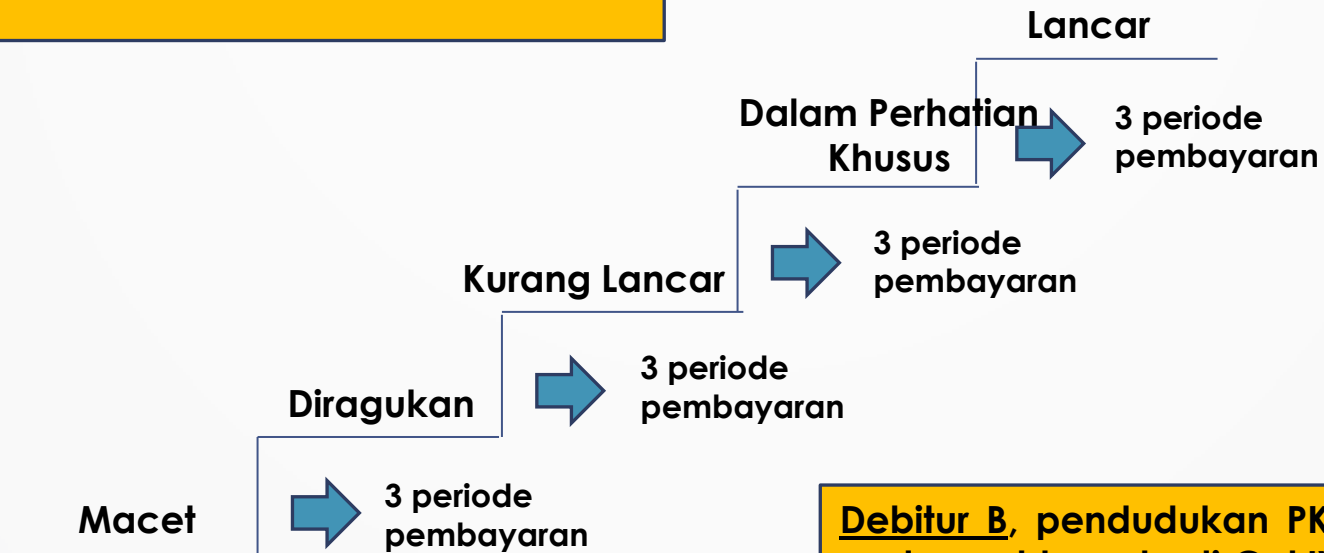 Lancar
Dalam Perhatian
Khusus
3 periode
pembayaran
Kurang Lancar
3 periode
pembayaran
Diragukan
3 periode
pembayaran
Macet
3 periode
pembayaran
Debitur B, pendudukan PK